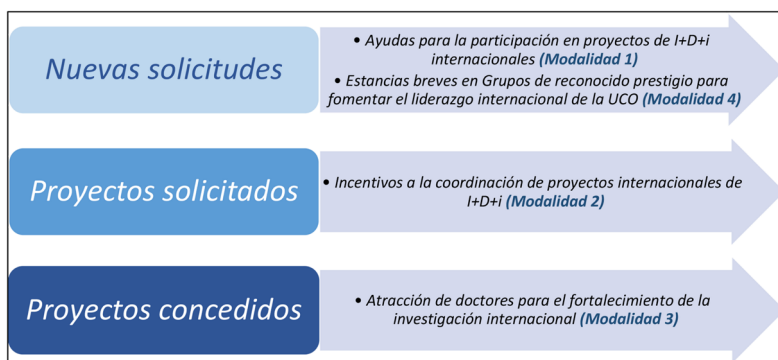 Nuevas solicitudes
• Ayudas para la participación en proyectos de I+D+i
internacionales (Modalidad 1)
• Estancias breves en Grupos de reconocido prestigio para
fomentar el liderazgo internacional de la UCO (Modalidad 4)
Proyectos solicitados
• Incentivos a la coordinación de proyectos internacionales de
I+D+i (Modalidad 2)
Proyectos concedidos
• Atracción de doctores para el fortalecimiento de la
investigación internacional (Modalidad 3)